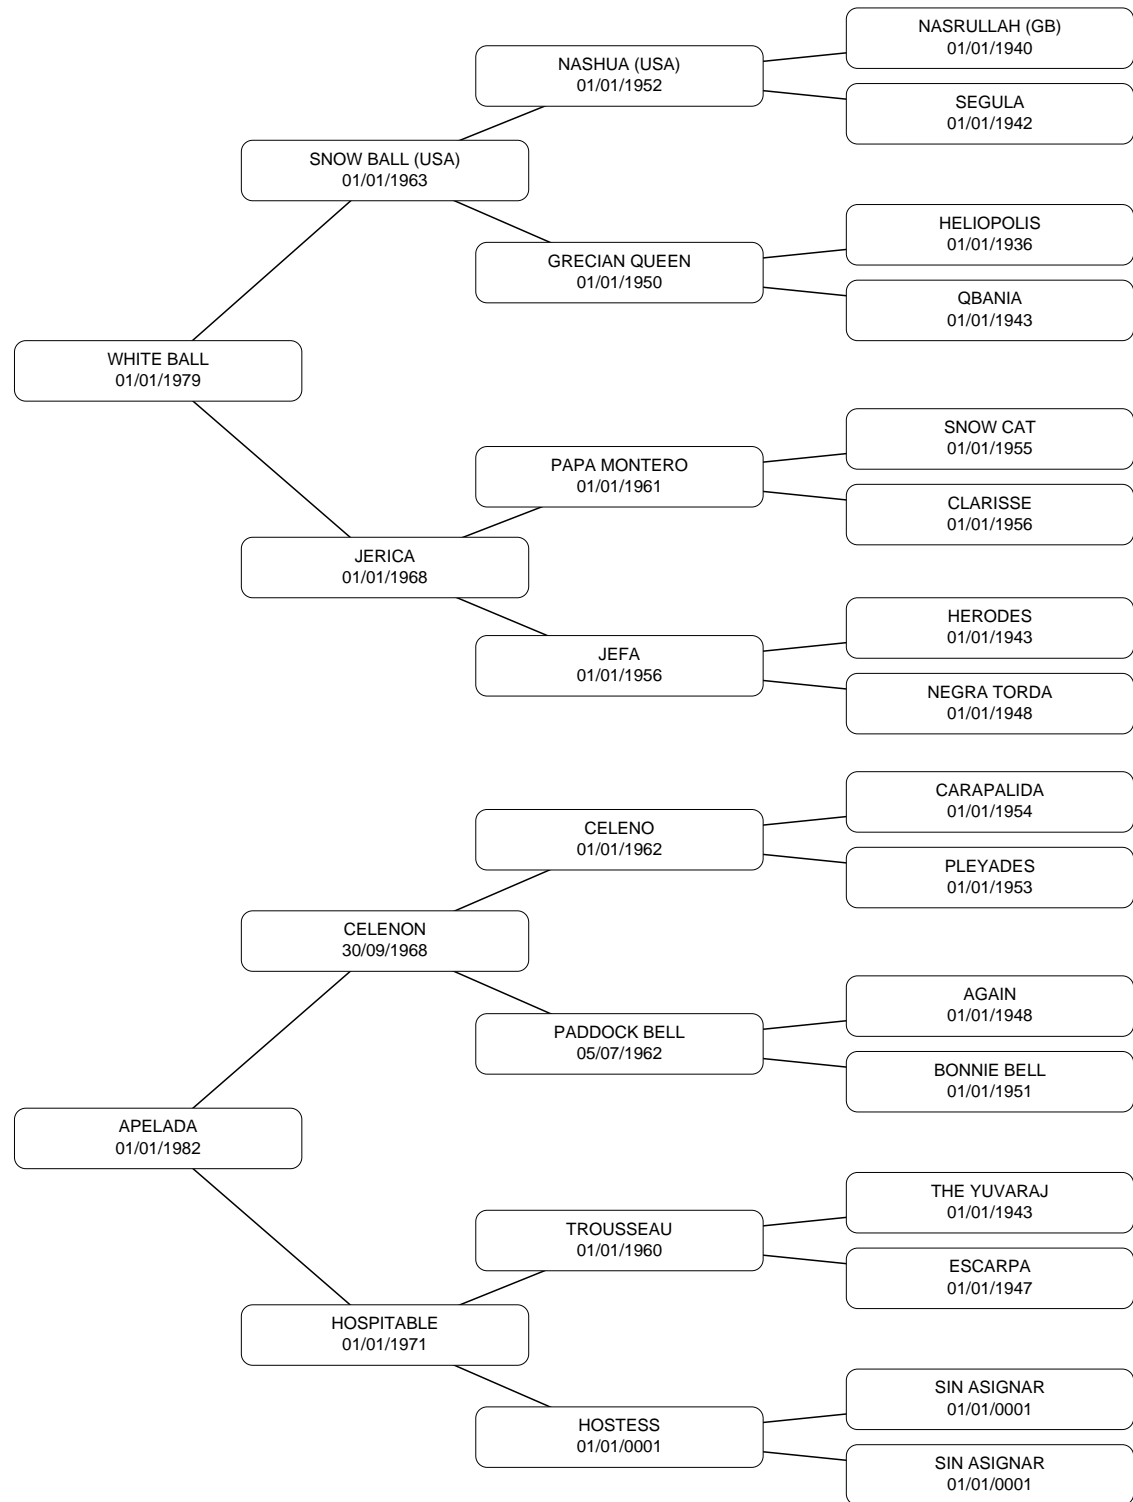 NASRULLAH (GB)
01/01/1940
NASHUA (USA)
01/01/1952
SEGULA
01/01/1942
SNOW BALL (USA)
01/01/1963
HELIOPOLIS
01/01/1936
GRECIAN QUEEN
01/01/1950
QBANIA
01/01/1943
WHITE BALL
01/01/1979
SNOW CAT
01/01/1955
PAPA MONTERO
01/01/1961
CLARISSE
01/01/1956
JERICA
01/01/1968
HERODES
01/01/1943
JEFA
01/01/1956
NEGRA TORDA
01/01/1948
CARAPALIDA
01/01/1954
CELENO
01/01/1962
PLEYADES
01/01/1953
CELENON
30/09/1968
AGAIN
01/01/1948
PADDOCK BELL
05/07/1962
BONNIE BELL
01/01/1951
APELADA
01/01/1982
THE YUVARAJ
01/01/1943
TROUSSEAU
01/01/1960
ESCARPA
01/01/1947
HOSPITABLE
01/01/1971
SIN ASIGNAR
01/01/0001
HOSTESS
01/01/0001
SIN ASIGNAR
01/01/0001